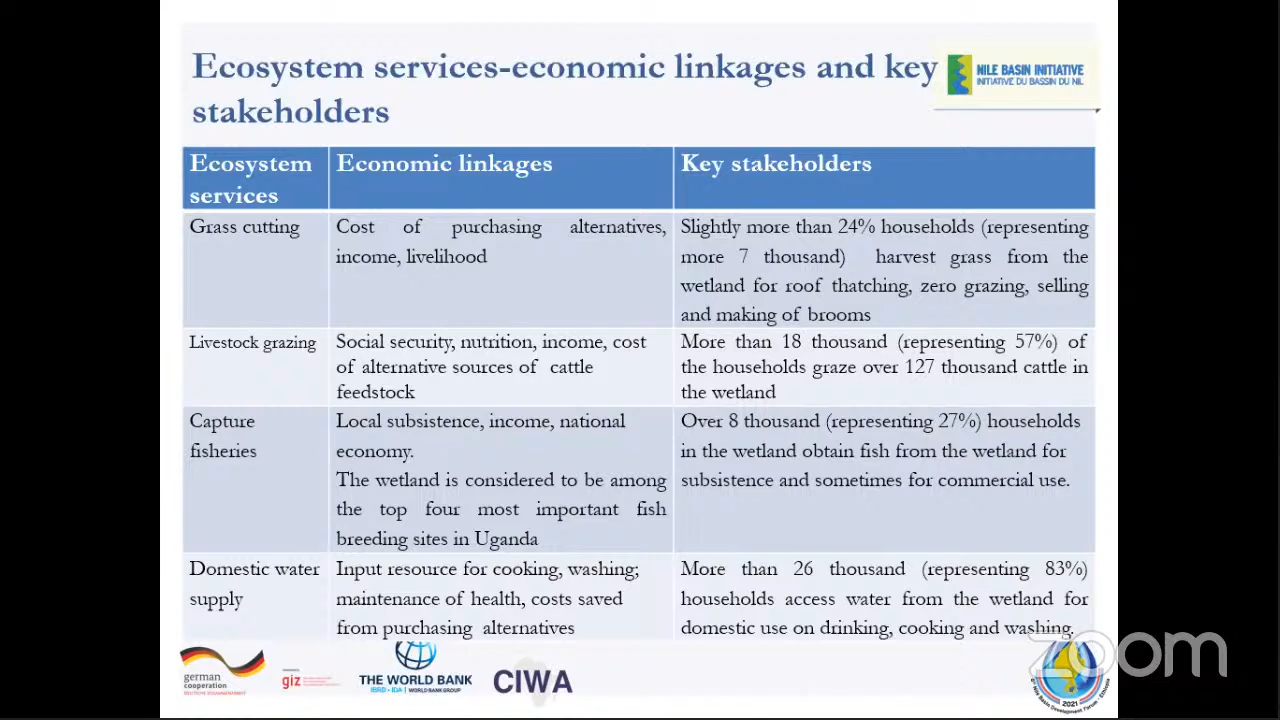 Ecosystem services-economic linkages and key
stakeholders
NILE BASIN INITIATIVE
INITIATIVE DU BASSIN DU NIL
Ecosystem
services
Economic linkages
Key stakeholders
Grass cutting
Cost of purchasing alternatives,
income, livelihood
Slightly more than 24% households (representing
more 7 thousand) harvest grass from the
wetland for roof thatching, zero grazing, selling
and making of brooms
Livestock grazing
Social security, nutrition, income, cost
of alternative sources of cattle
feedstock
More than 18 thousand (representing 57%) of
the households graze over 127 thousand cattle in
the wetland
Capture
fisheries
Local subsistence, income, national
economy.
The wetland is considered to be among
the top four most important fish
breeding sites in Uganda
Over 8 thousand (representing 27%) households
in the wetland obtain fish from the wetland for
subsistence and sometimes for commercial use.
Domestic water
supply
Input resource for cooking, washing;
maintenance of health, costs saved
from purchasing alternatives
More than 26 thousand (representing 83%)
households access water from the wetland for
domestic use on drinking, cooking and washing.
german
cooperation
DEUTSCHE ZUSAMMENARBEIT
giz
THE WORLD BANK
IBRD • IDA | WORLD BANK GROUP
CIWA
2021
zoom